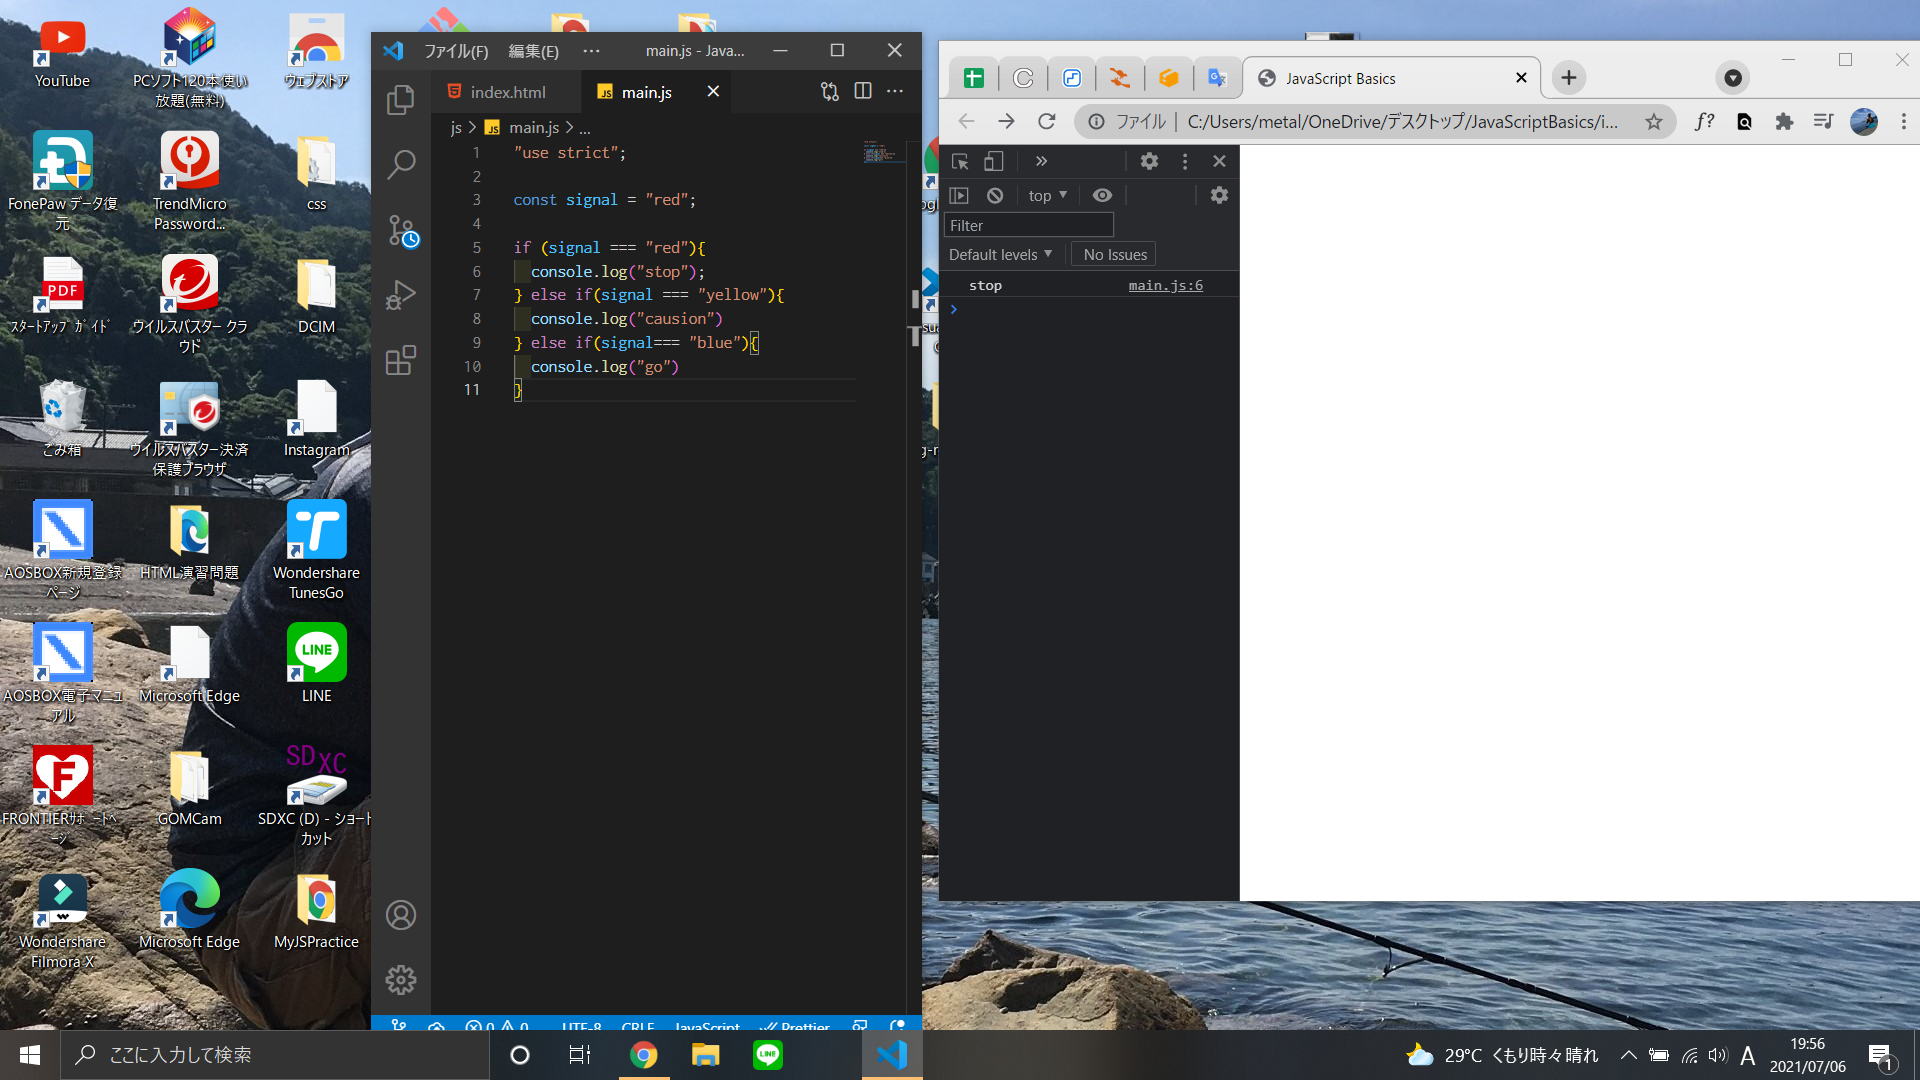 YouTube
PCソフト120本 使い
放題(無料)
ウェブストア
FonePaw データ復
元
TrendMicro
Password...
css
PDF
ｽﾀｰﾄｱｯﾌﾟ ｶﾞｲﾄﾞ
ウイルスバスター クラ
ウド
DCIM
ごみ箱
ウイルスバスター決済
保護ブラウザ
Instagram
AOSBOX新規登録
ページ
HTML演習問題
Wondershare
TunesGo
AOSBOX電子マニュ
アル
Microsoft Edge
LINE
LINE
FRONTIERｻﾎﾟｰﾄﾍﾟ
ｰｼﾞ
GOMCam
SDXC
SDXC (D) - ショート
カット
Wondershare
Filmora X
Microsoft Edge
MyJSPractice
ファイル(F) 編集(E) ··· main.js - Java...
index.html
JS main.js
js > JS main.js > ...
1 "use strict";
2
3 const signal = "red";
4
5 if (signal === "red"){
6 console.log("stop");
7 } else if(signal === "yellow"){
8 console.log("causion")
9 } else if(signal=== "blue"){
10 console.log("go")
11 }
0 0 UTF-8 CRLF JavaScript Prettier
JavaScript Basics
ファイル | C:/Users/metal/OneDrive/デスクトップ/JavaScriptBasics/i...
f?
top
Filter
Default levels
No Issues
stop main.js:6
ここに入力して検索
LINE
29°C くもり時々晴れ
A
19:56
2021/07/06
1